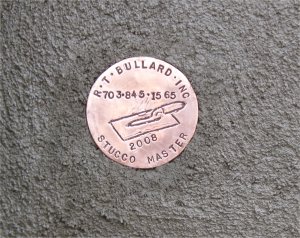 R·T·BULLARD·INC
703·845·1565
2008
STUCCO MASTER